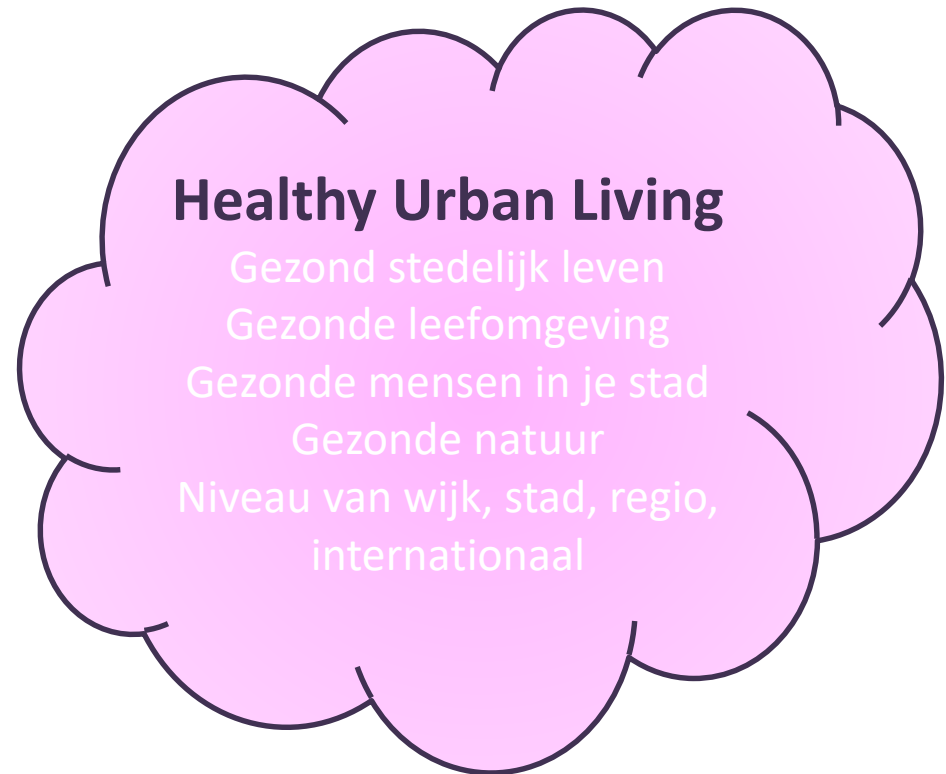 Healthy Urban Living
Gezond stedelijk leven
Gezonde leefomgeving
Gezonde mensen in je stad
Gezonde natuur
Niveau van wijk, stad, regio,
internationaal